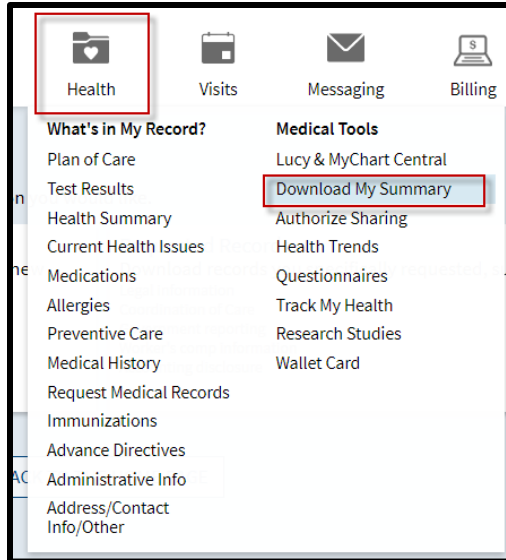 Health
Visits
Messaging
Billing
What's in My Record?
Plan of Care
Test Results
Health Summary
Current Health Issues
Medications
Allergies
Preventive Care
Medical History
Request Medical Records
Immunizations
Advance Directives
Administrative Info
Address/Contact
Info/Other
Medical Tools
Lucy & MyChart Central
Download My Summary
Authorize Sharing
Health Trends
Questionnaires
Track My Health
Research Studies
Wallet Card